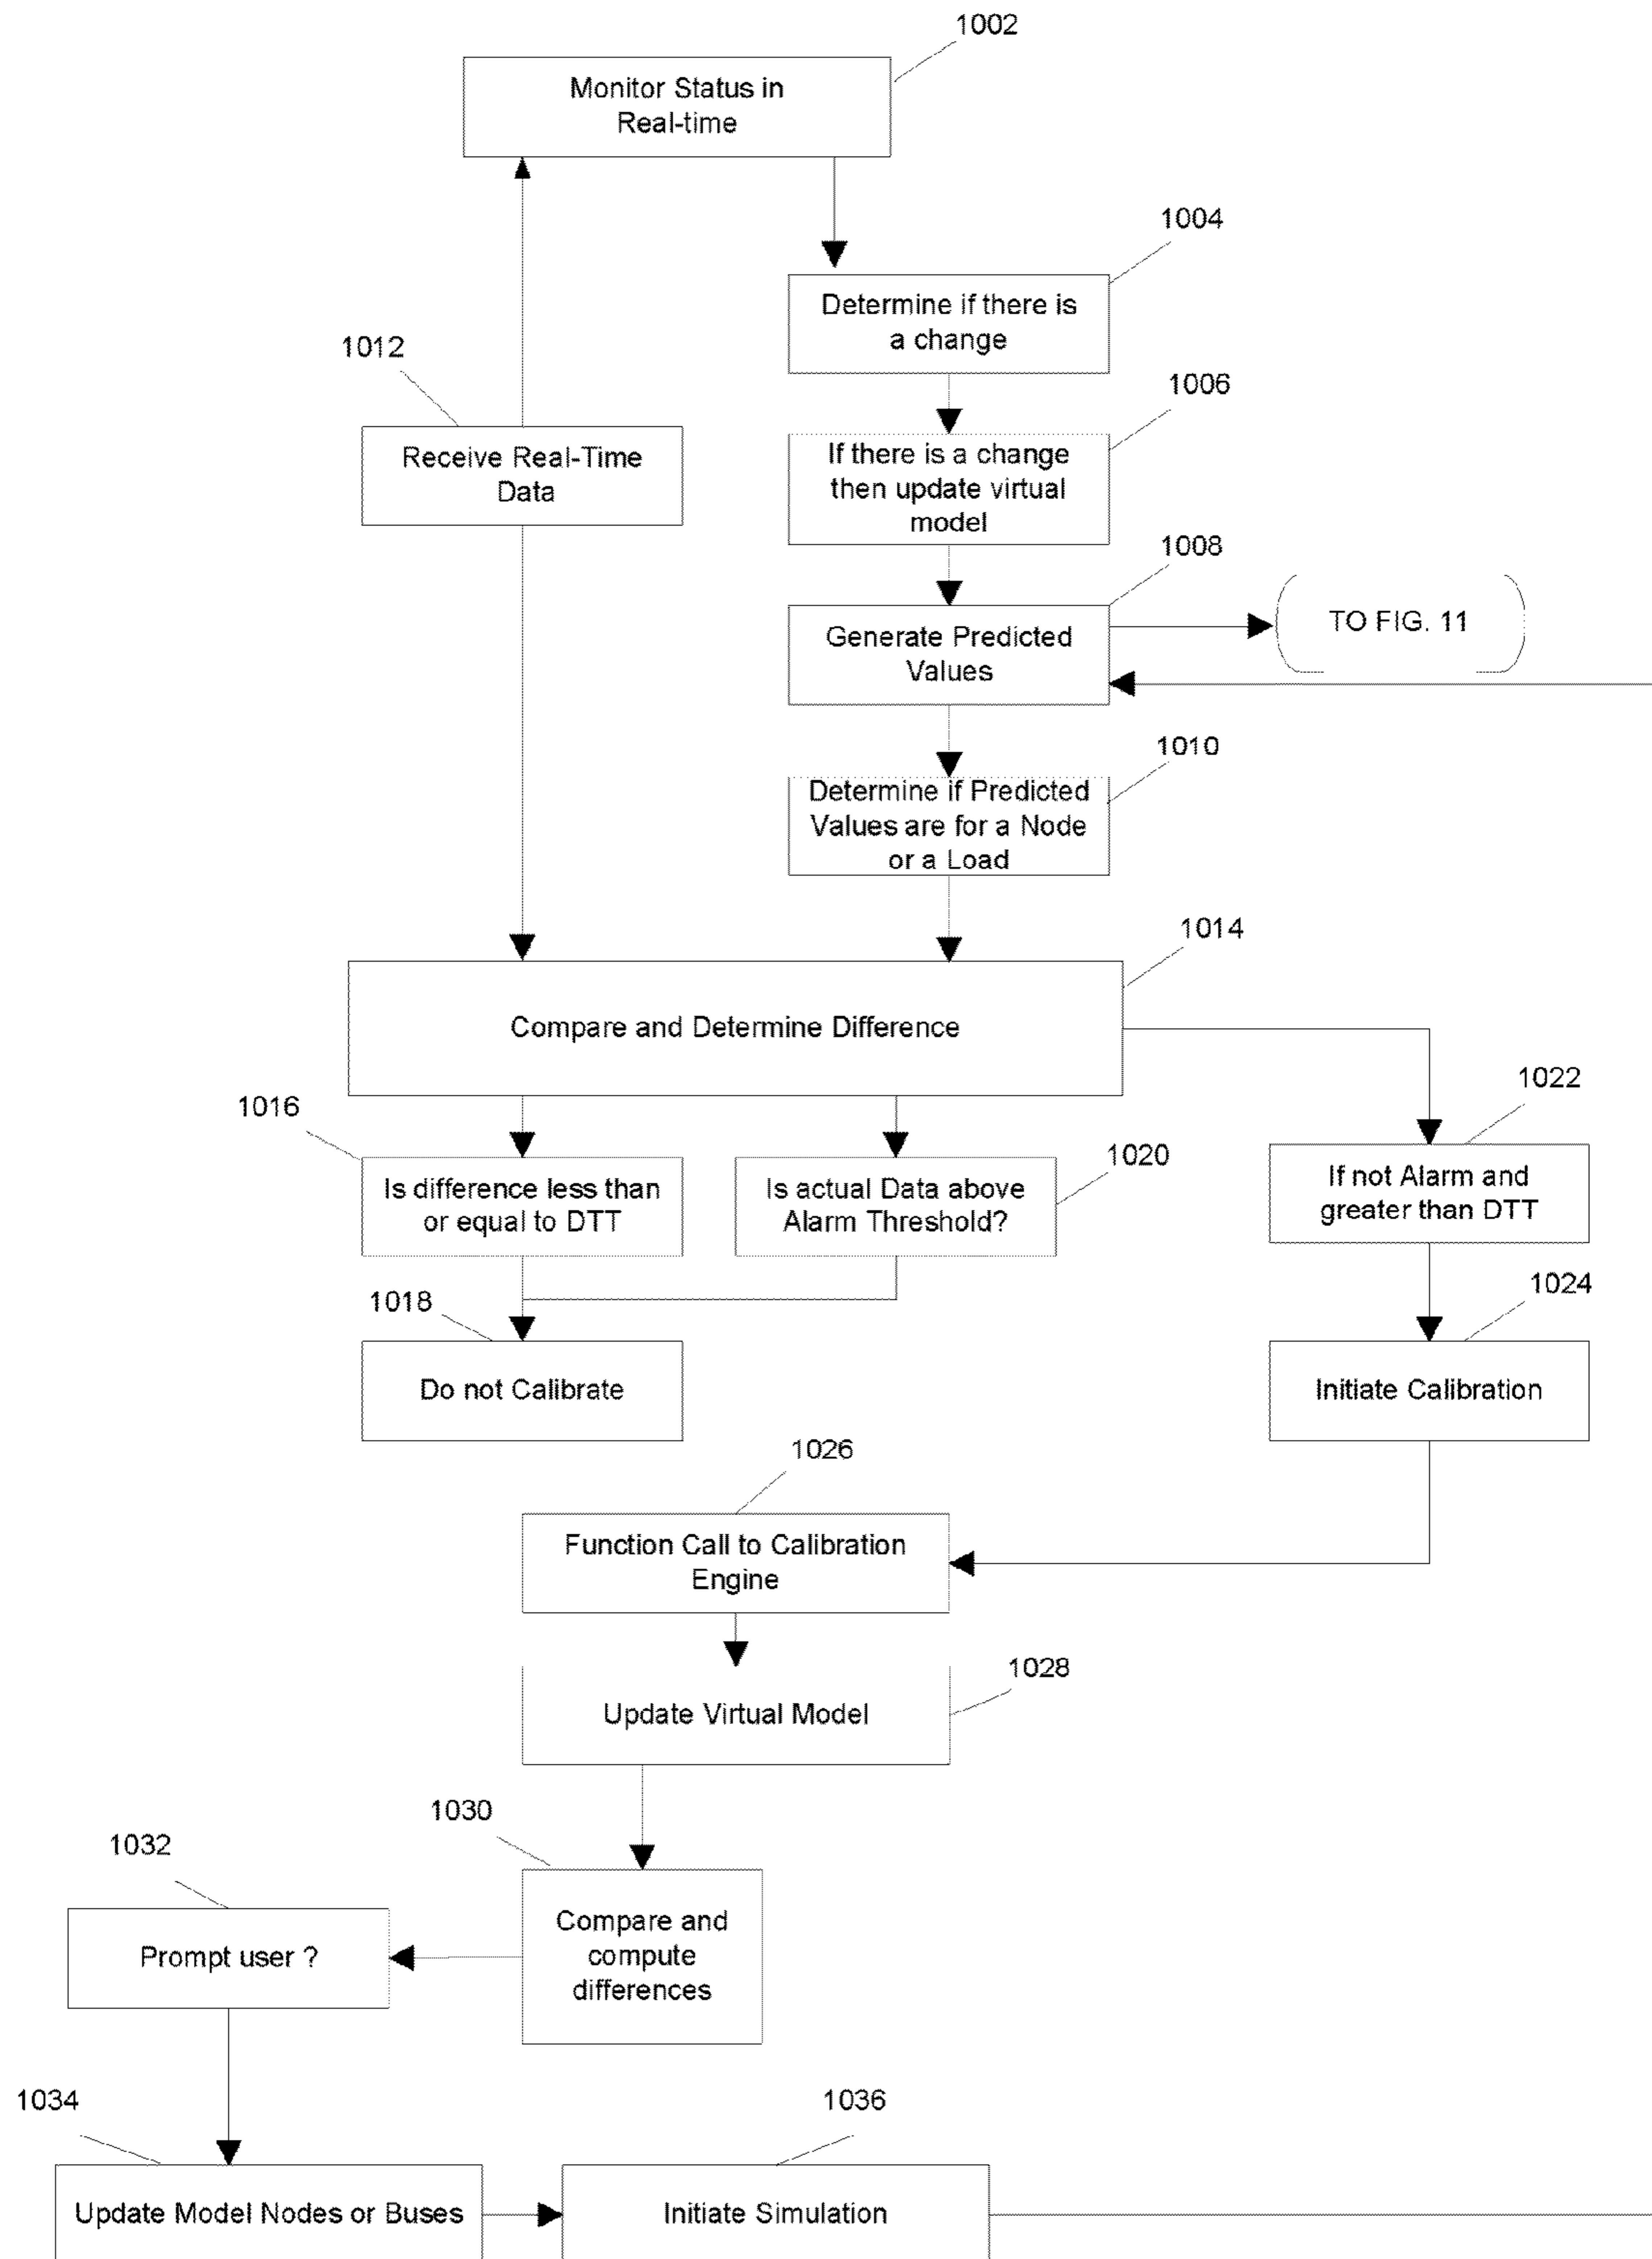 1002
Monitor Status in
Real-time
1004
Determine if there is
a change
1012
Receive Real-Time
Data
1006
If there is a change
then update virtual
model
1008
Generate Predicted
Values
TO FIG. 11
1010
Determine if Predicted
Values are for a Node
or a Load
1014
Compare and Determine Difference
1016
Is difference less than
or equal to DTT
1020
Is actual Data above
Alarm Threshold?
1022
If not Alarm and
greater than DTT
1018
Do not Calibrate
1024
Initiate Calibration
1026
Function Call to Calibration
Engine
1028
Update Virtual Model
1030
Compare and
compute
differences
1032
Prompt user ?
1034
Update Model Nodes or Buses
1036
Initiate Simulation